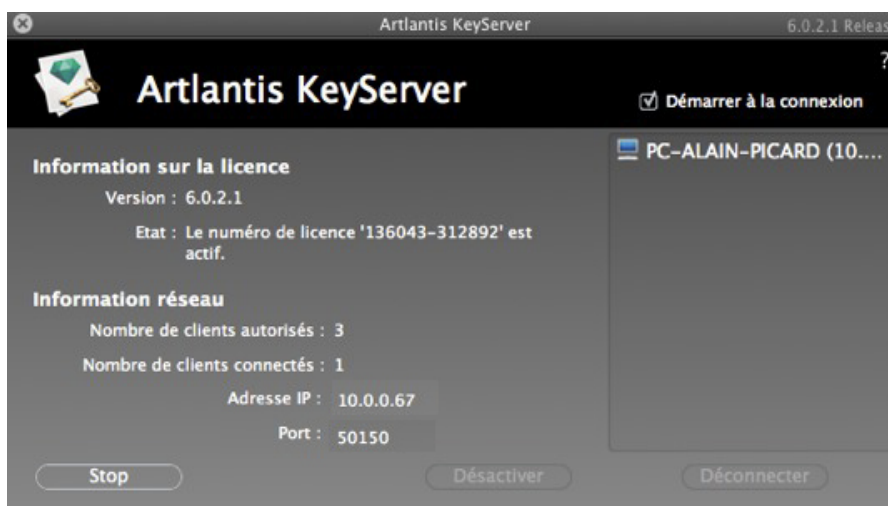 Artlantis KeyServer
6.0.2.1 Releas
?
Artlantis KeyServer
Démarrer à la connexion
PC-ALAIN-PICARD (10....
Information sur la licence
Version : 6.0.2.1
Etat : Le numéro de licence '136043-312892' est
actif.
Information réseau
Nombre de clients autorisés : 3
Nombre de clients connectés : 1
Adresse IP : 10.0.0.67
Port : 50150
Stop
Désactiver
Déconnecter